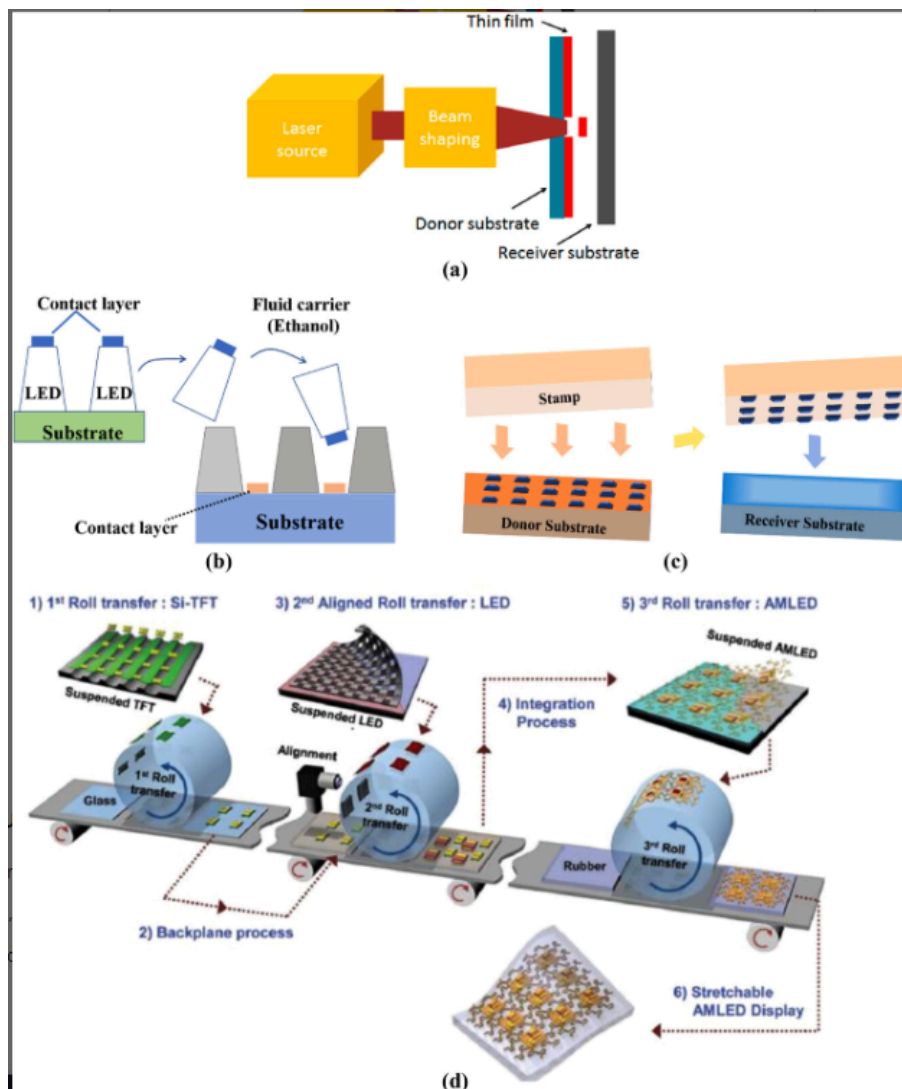 Thin film
Laser
source
Beam
shaping
Donor substrate
Receiver substrate
(a)
Contact layer
Fluid carrier
(Ethanol)
LED
LED
Substrate
Contact layer
Substrate
(b)
Stamp
Donor Substrate
Receiver Substrate
(c)
1) 1st Roll transfer : Si-TFT
3) 2nd Aligned Roll transfer : LED
5) 3rd Roll transfer : AMLED
Suspended TFT
Suspended LED
Suspended AMLED
4) Integration
Process
Alignment
Glass
1st Roll
transfer
2nd Roll
transfer
Rubber
3rd Roll
transfer
2) Backplane process
6) Stretchable
AMLED Display
(d)